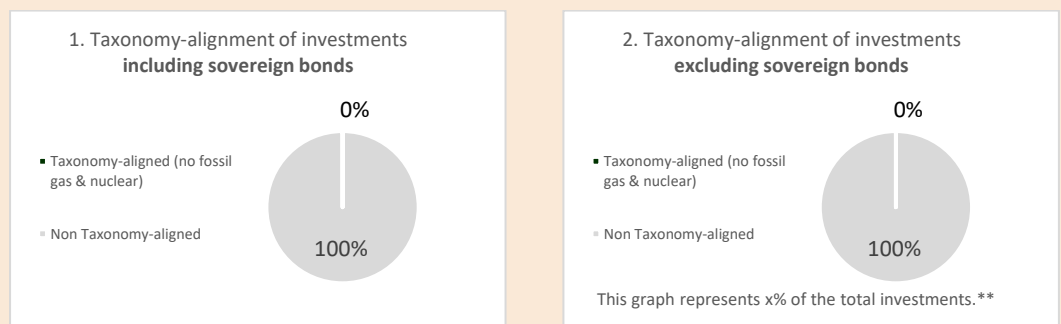 1. Taxonomy-alignment of investments
including sovereign bonds
0%
Taxonomy-aligned (no fossil
gas & nuclear)
Non Taxonomy-aligned
100%
2. Taxonomy-alignment of investments
excluding sovereign bonds
0%
Taxonomy-aligned (no fossil
gas & nuclear)
Non Taxonomy-aligned
100%
This graph represents x% of the total investments.**